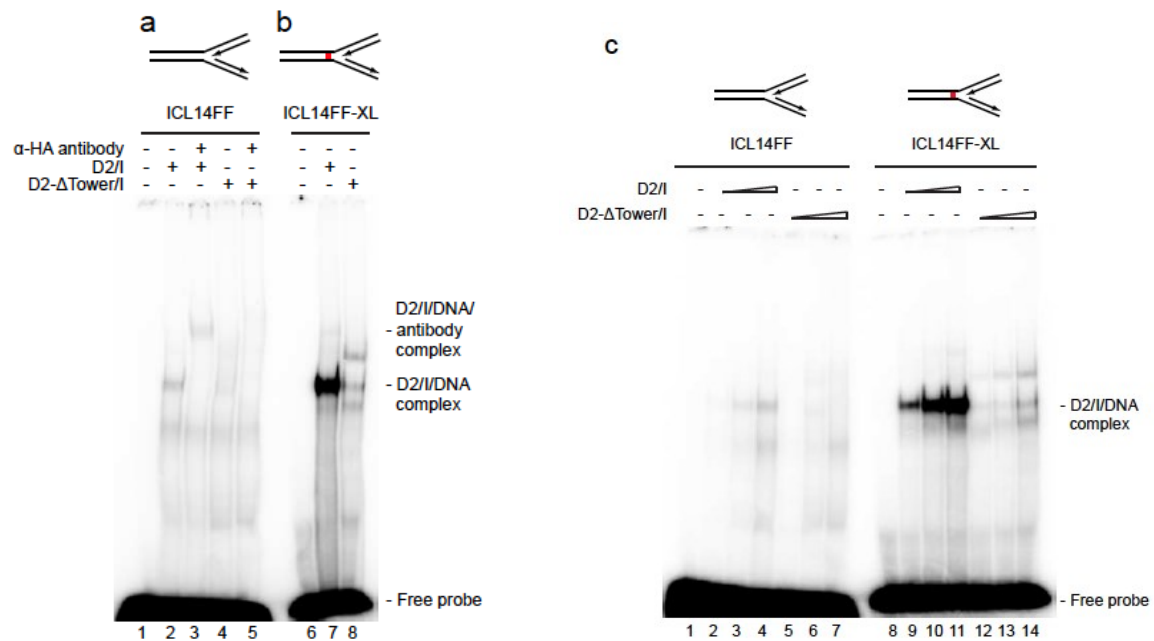 a
b
c
ICL14FF
ICL14FF-XL
α-HA antibody - - + - +
D2/I - + + - - - + -
D2-ΔTower/I - - - + + - - +
D2/I/DNA/
- antibody
complex
- D2/I/DNA
complex
- Free probe
1 2 3 4 5 6 7 8
ICL14FF
ICL14FF-XL
D2/I - - - - - - - -
D2-ΔTower/I - - - - - - - -
- D2/I/DNA
complex
- Free probe
1 2 3 4 5 6 7 8 9 10 11 12 13 14